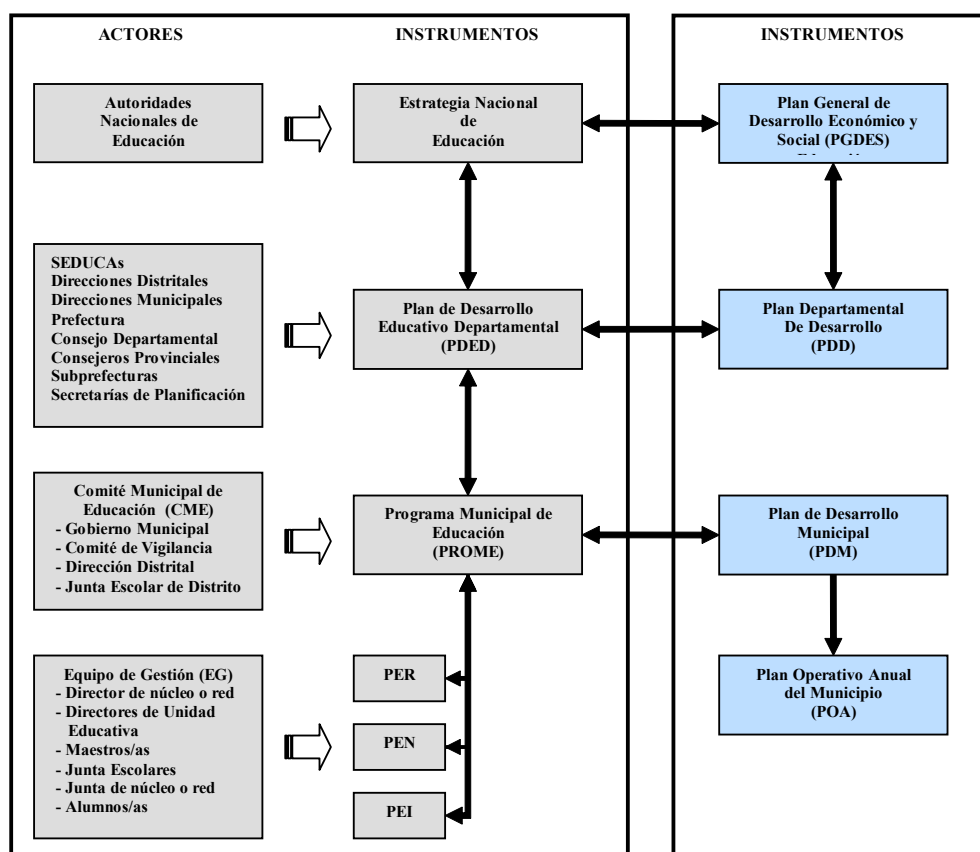 ACTORES
INSTRUMENTOS
INSTRUMENTOS
Autoridades
Nacionales de
Educación
Estrategia Nacional
de
Educación
Plan General de
Desarrollo Económico y
Social (PGDES)
SEDUCAs
Direcciones Distritales
Direcciones Municipales
Prefectura
Consejo Departamental
Consejeros Provinciales
Subprefecturas
Secretarías de Planificación
Plan de Desarrollo
Educativo Departamental
(PDED)
Plan Departamental
De Desarrollo
(PDD)
Comité Municipal de
Educación (CME)
- Gobierno Municipal
- Comité de Vigilancia
- Dirección Distrital
- Junta Escolar de Distrito
Programa Municipal de
Educación
(PROME)
Plan de Desarrollo
Municipal
(PDM)
Equipo de Gestión (EG)
- Director de núcleo o red
- Directores de Unidad
Educativa
- Maestros/as
- Junta Escolares
- Junta de núcleo o red
- Alumnos/as
PER
PEN
PEI
Plan Operativo Anual
del Municipio
(POA)